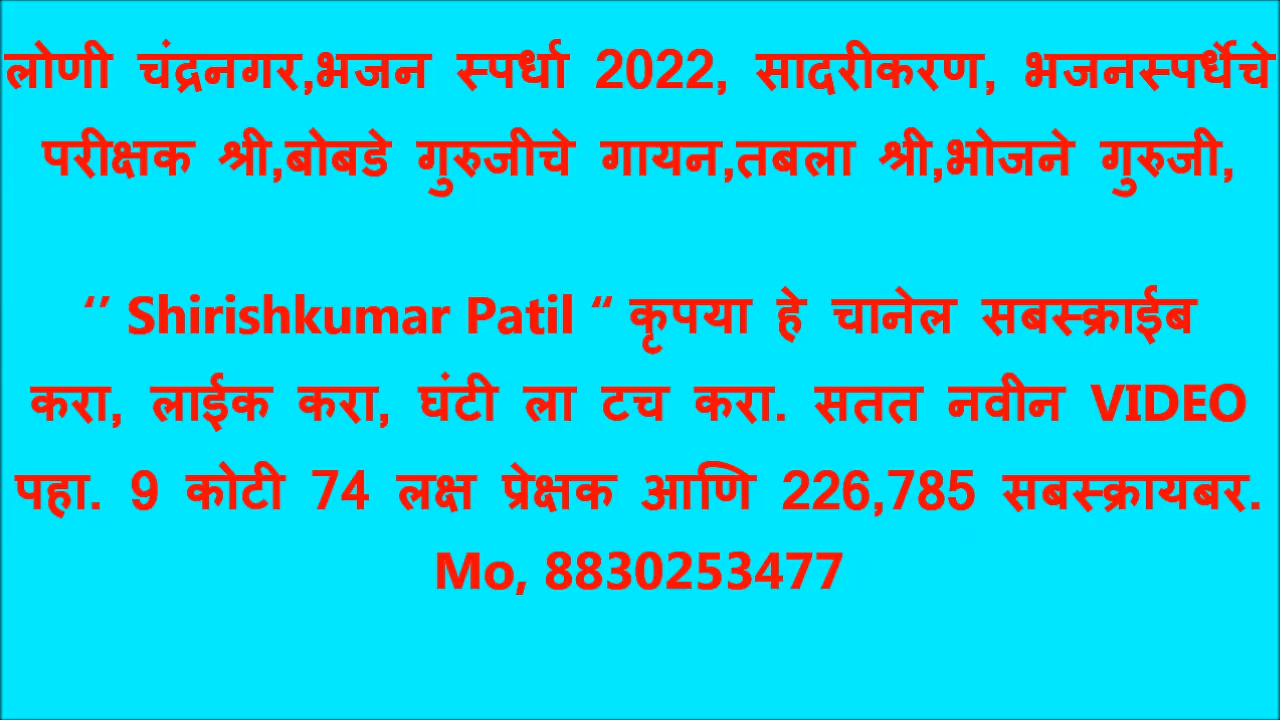 लोणी चंद्रनगर,भजन स्पर्धा 2022, सादरीकरण, भजनस्पर्धेचे
परीक्षक श्री,बोबडे गुरुजीचे गायन,तबला श्री,भोजने गुरुजी,
‘’ Shirishkumar Patil “ कृपया हे चानेल सबस्क्राईब
करा, लाईक करा, घंटी ला टच करा. सतत नवीन VIDEO
पहा. 9 कोटी 74 लक्ष प्रेक्षक आणि 226,785 सबस्क्रायबर.
Mo, 8830253477